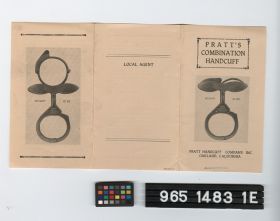 LOCAL AGENT
PRATT'S
COMBINATION
HANDCUFF
PRATT HANDCUFF COMPANY INC.
OAKLAND, CALIFORNIA
965 1483 1E